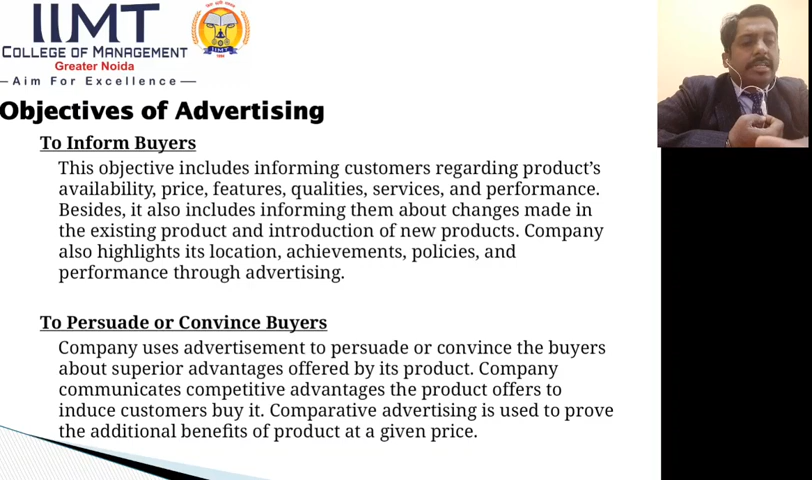 IIMT
COLLEGE OF MANAGEMENT
Greater Noida
— Aim For Excellence —
Objectives of Advertising
To Inform Buyers
This objective includes informing customers regarding product’s
availability, price, features, qualities, services, and performance.
Besides, it also includes informing them about changes made in
the existing product and introduction of new products. Company
also highlights its location, achievements, policies, and
performance through advertising.
To Persuade or Convince Buyers
Company uses advertisement to persuade or convince the buyers
about superior advantages offered by its product. Company
communicates competitive advantages the product offers to
induce customers buy it. Comparative advertising is used to prove
the additional benefits of product at a given price.